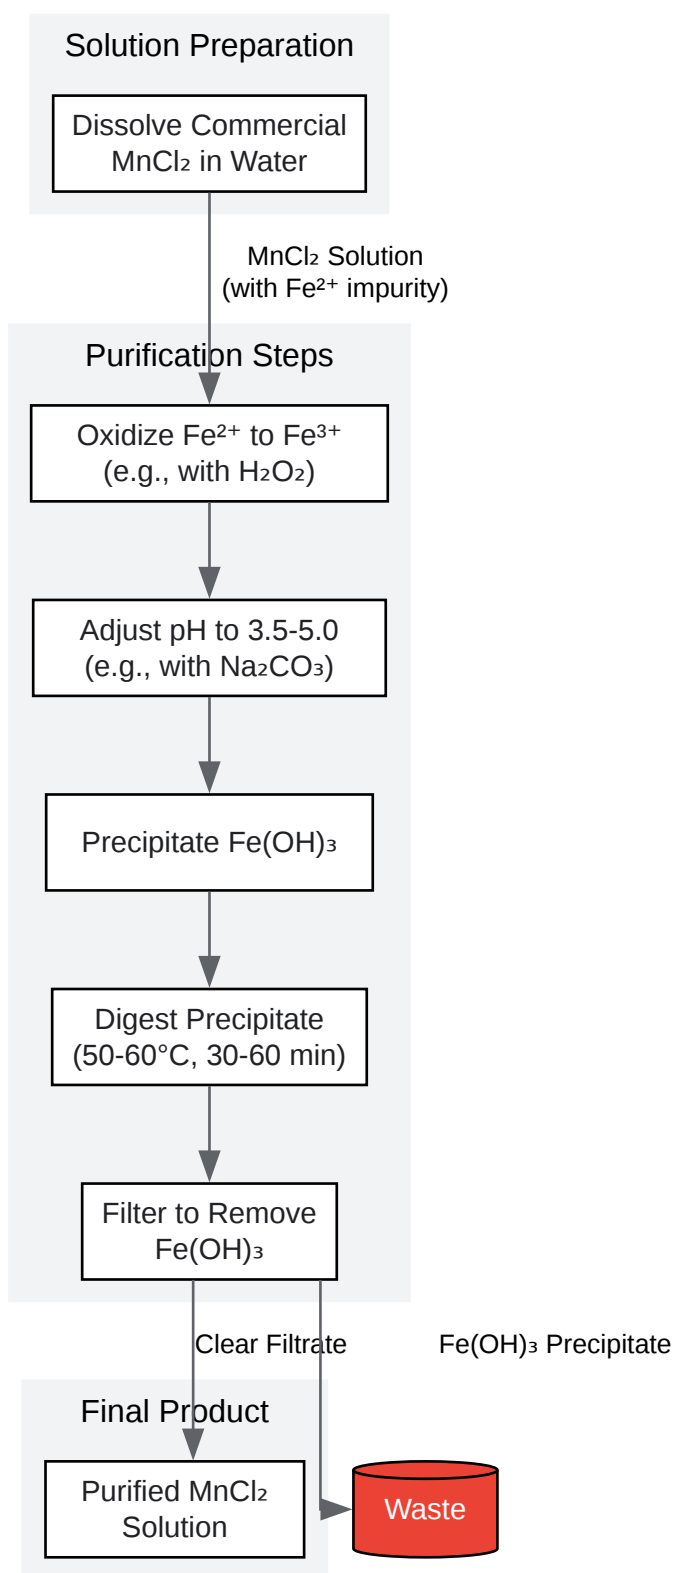 Solution Preparation
Dissolve Commercial
MnCl₂ in Water
MnCl₂ Solution
(with Fe²⁺ impurity)
Purification Steps
Oxidize Fe²⁺ to Fe³⁺
(e.g., with H₂O₂)
Adjust pH to 3.5-5.0
(e.g., with Na₂CO₃)
Precipitate Fe(OH)₃
Digest Precipitate
(50-60°C, 30-60 min)
Filter to Remove
Fe(OH)₃
Clear Filtrate
Fe(OH)₃ Precipitate
Final Product
Purified MnCl₂
Solution
Waste